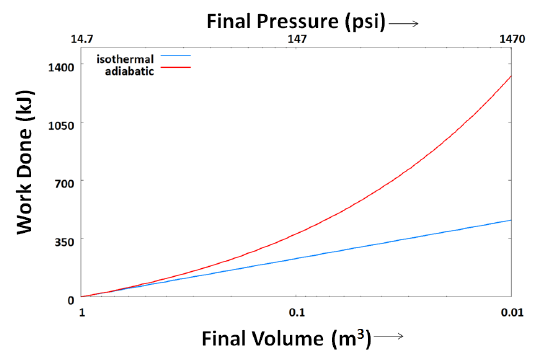 Final Pressure (psi)
14.7 147 1470
1400
1050
700
350
0
isothermal
adiabatic
Work Done (kJ)
1 0.1 0.01
Final Volume (m³)